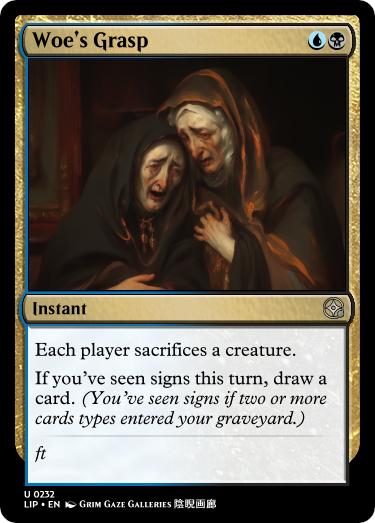 Woe's Grasp
Instant
Each player sacrifices a creature.
If you've seen signs this turn, draw a
card. (You've seen signs if two or more
cards types entered your graveyard.)
ft
U 0232
LIP • EN Grim Gaze Galleries 陰睨画廊